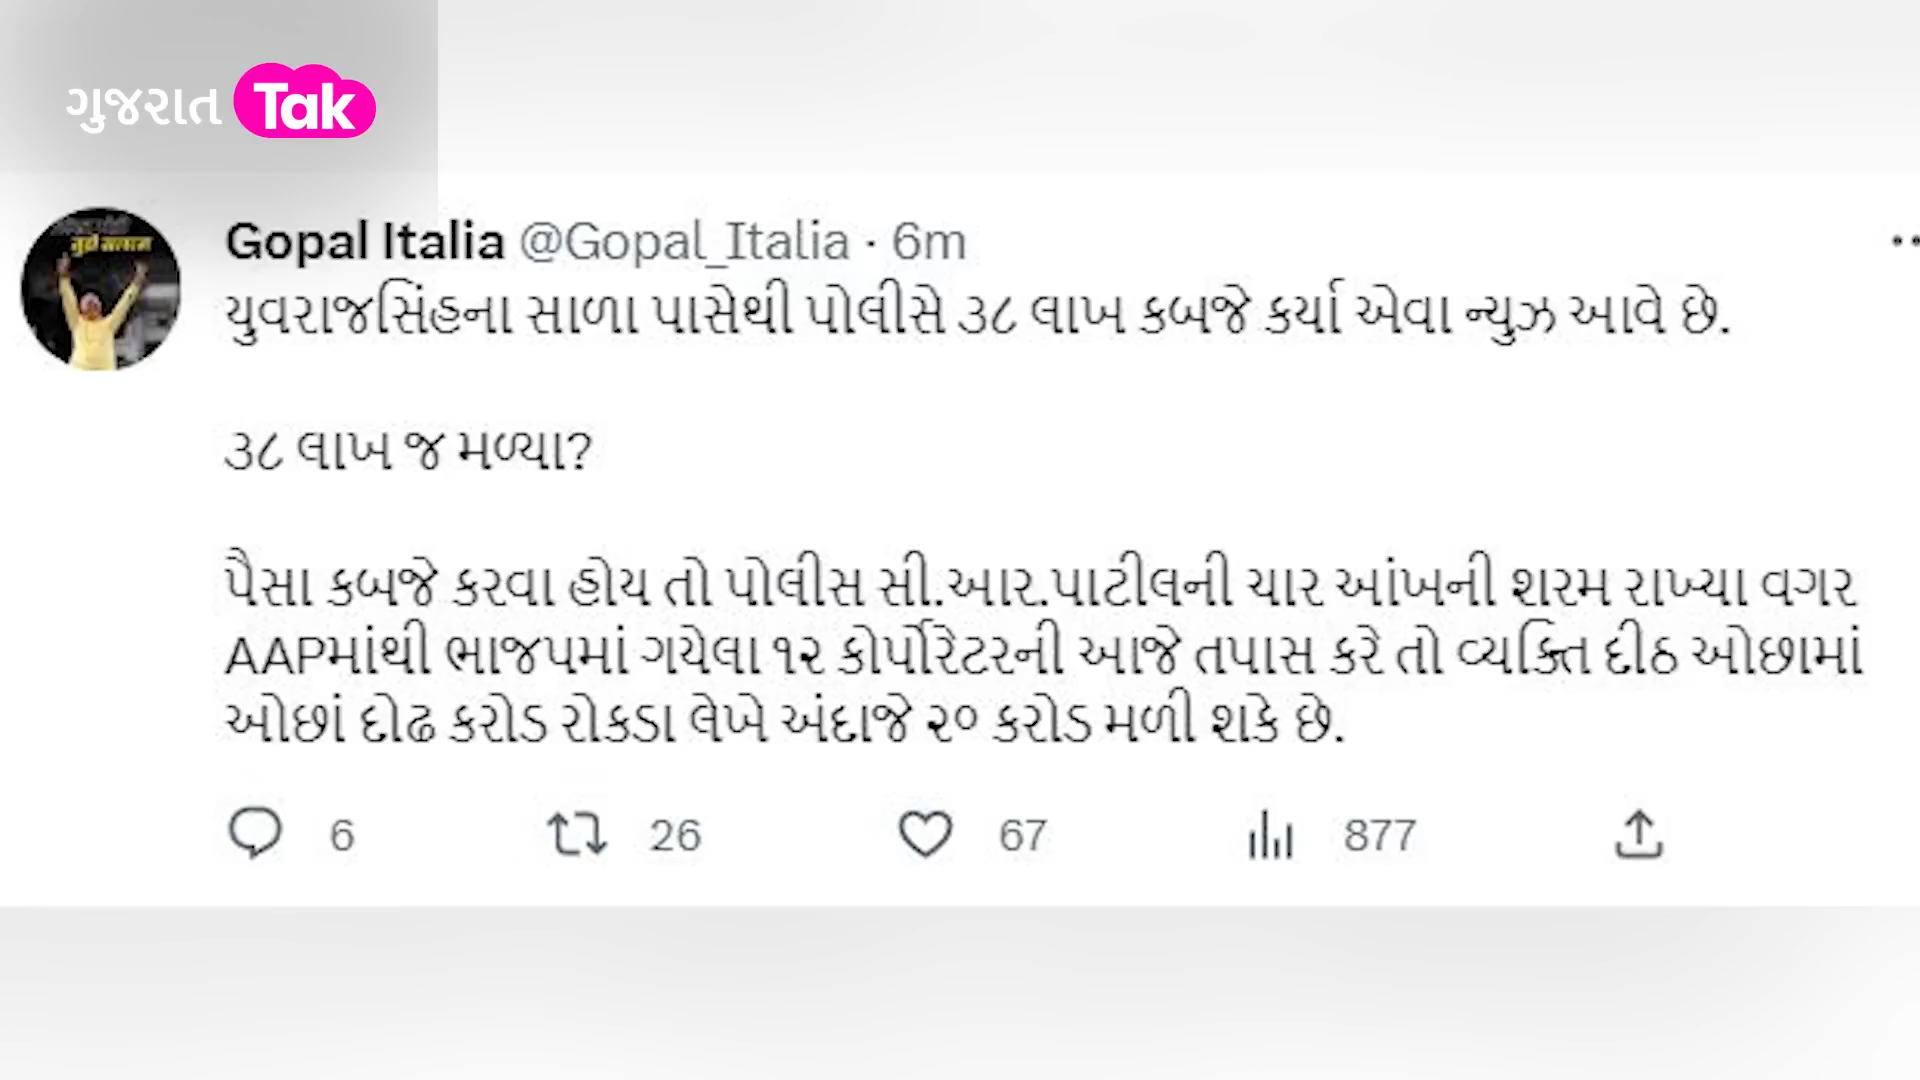 ગુજરાત Tak
Gopal Italia @Gopal_Italia · 6m
યુવરાજસિંહના સાળા પાસેથી પોલીસે ૩૮ લાખ કબજે કર્યા એવા ન્યુઝ આવે છે.
૩૮ લાખ જ મળ્યા?
પૈસા કબજે કરવા હોય તો પોલીસ સી.આર.પાટીલની ચાર આંખની શરમ રાખ્યા વગર
AAPમાંથી ભાજપમાં ગયેલા ૧૨ કોર્પોરેટરની આજે તપાસ કરે તો વ્યક્તિ દીઠ ઓછામાં
ઓછાં દોઢ કરોડ રોકડા લેખે અંદાજે ૨૦ કરોડ મળી શકે છે.
6 26 67 877